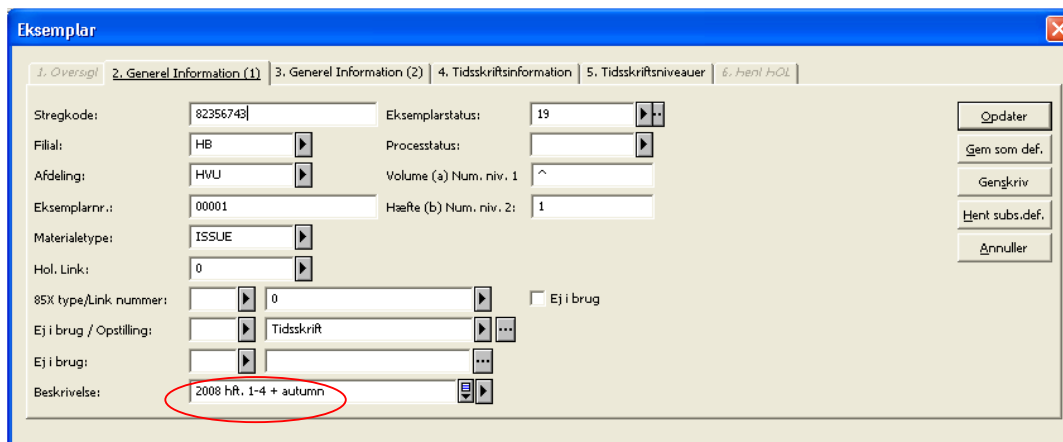 Eksemplar
1. Oversigt 2. Generel Information (1) 3. Generel Information (2) 4. Tidsskriftsinformation 5. Tidsskriftsniveauer 6. Hent HOL
Stregkode: 82356743 Eksemplarstatus: 19 Opdater
Filial: HB Processtatus: Gem som def.
Afdeling: HVU Volume (a) Num. niv. 1 ^ Genskriv
Eksemplarnr.: 00001 Hæfte (b) Num. niv. 2: 1 Hent subs.def.
Materialetype: ISSUE Annuller
Hol. Link: 0
85X type/Link nummer: 0 Ej i brug
Ej i brug / Opstilling: Tidsskrift
Ej i brug:
Beskrivelse: 2008 hft. 1-4 + autumn